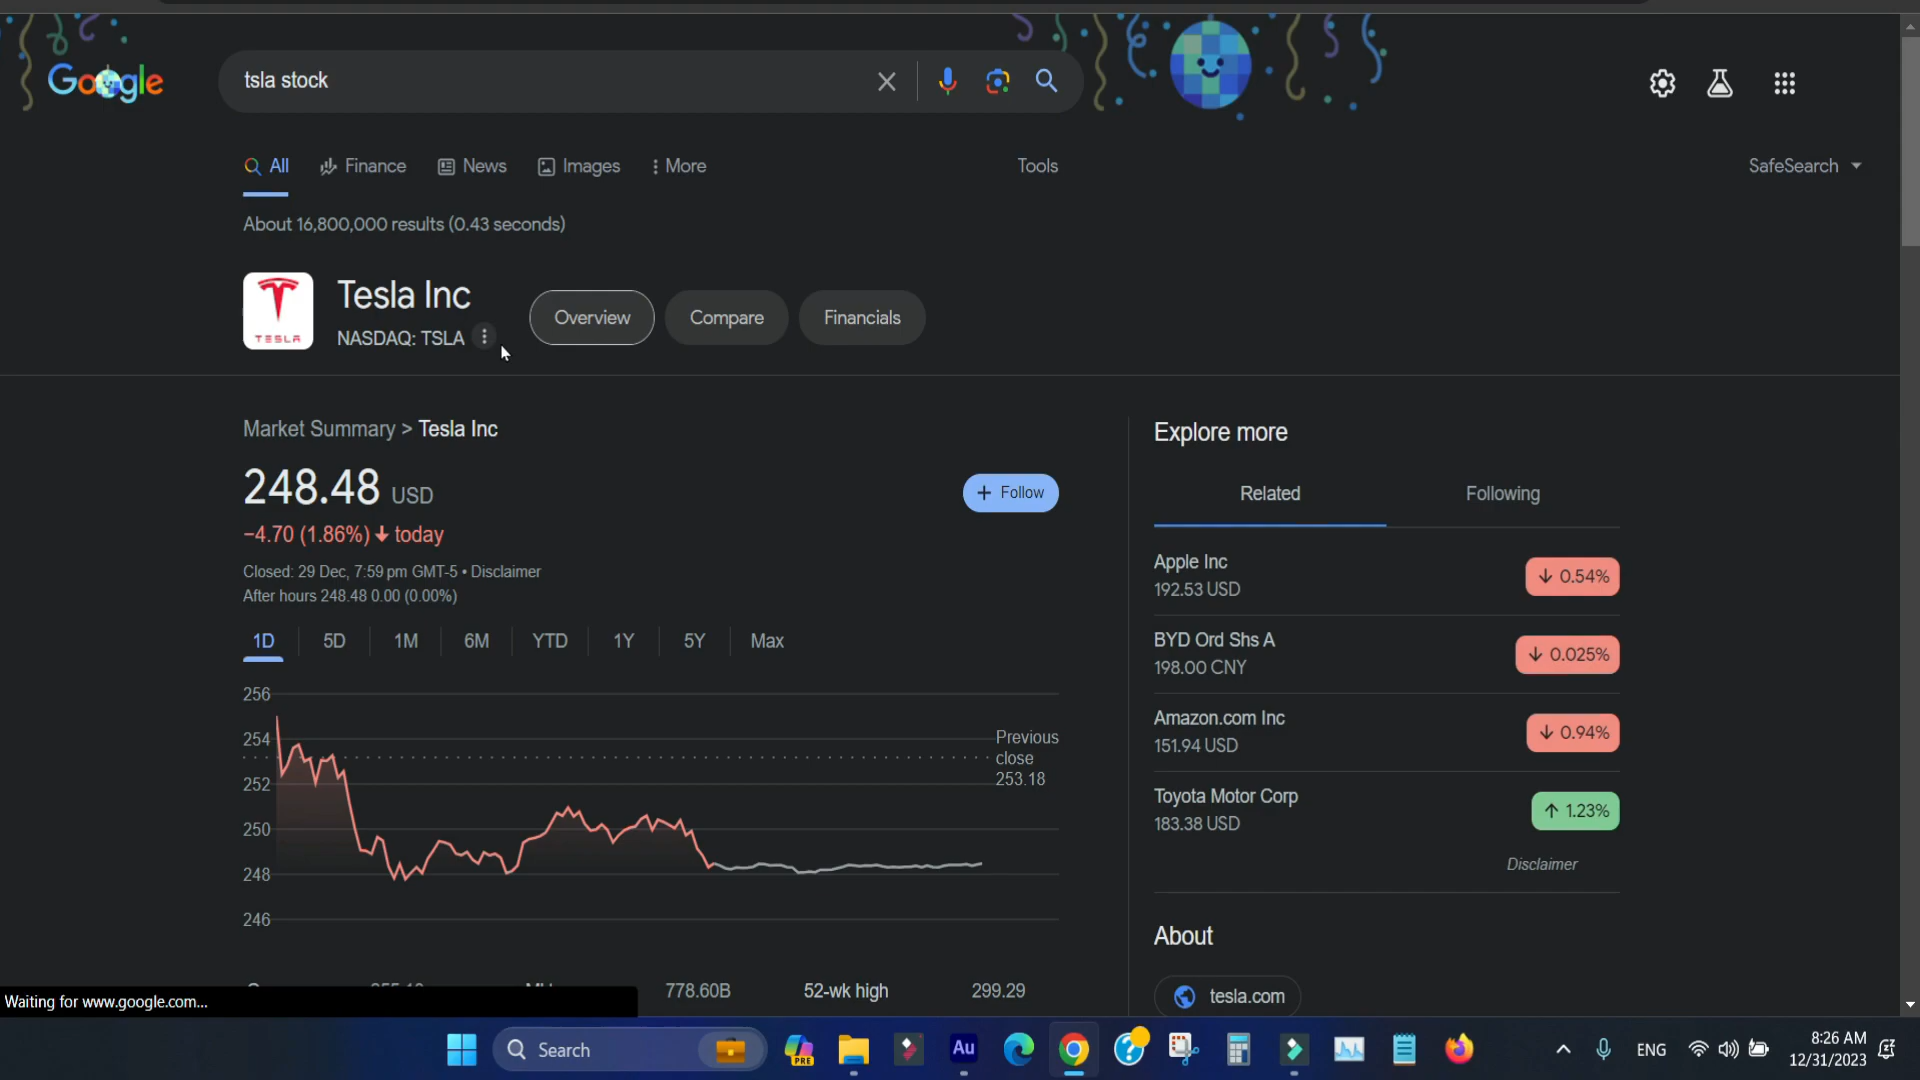 Google
tsla stock
All
Finance
News
Images
More
Tools
SafeSearch
About 16,800,000 results (0.43 seconds)
TESLA
Tesla Inc
NASDAQ: TSLA
Overview
Compare
Financials
Market Summary > Tesla Inc
248.48 USD
−4.70 (1.86%) ↓ today
Closed: 29 Dec, 7:59 pm GMT-5 • Disclaimer
After hours 248.48 0.00 (0.00%)
+ Follow
1D
5D
1M
6M
YTD
1Y
5Y
Max
256
254
252
250
248
246
Previous
close
253.18
778.60B
52-wk high
299.29
Explore more
Related
Following
Apple Inc
192.53 USD
↓ 0.54%
BYD Ord Shs A
198.00 CNY
↓ 0.025%
Amazon.com Inc
151.94 USD
↓ 0.94%
Toyota Motor Corp
183.38 USD
↑ 1.23%
Disclaimer
About
tesla.com
Waiting for www.google.com...
Search
PRE
Au
ENG
8:26 AM
12/31/2023